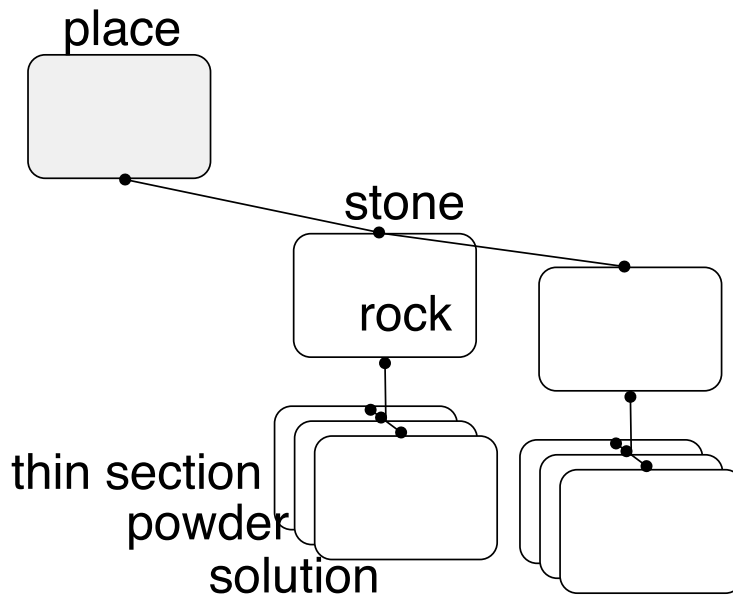 place
stone
rock
thin section
powder
solution